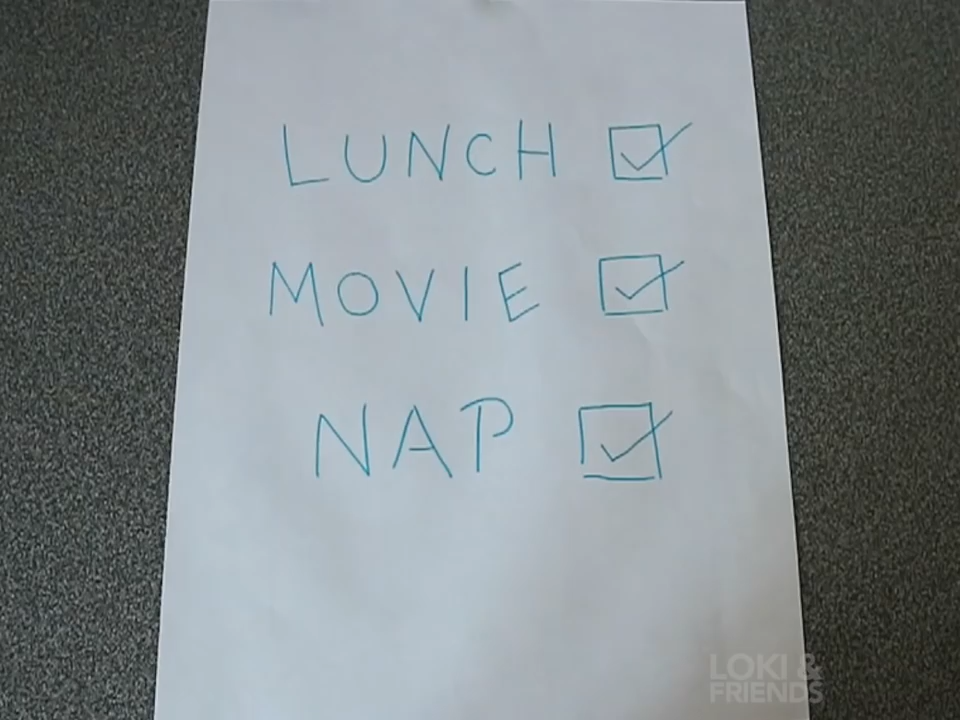 LUNCH ☑
MOVIE ☑
NAP ☑
LOKI &
FRIENDS